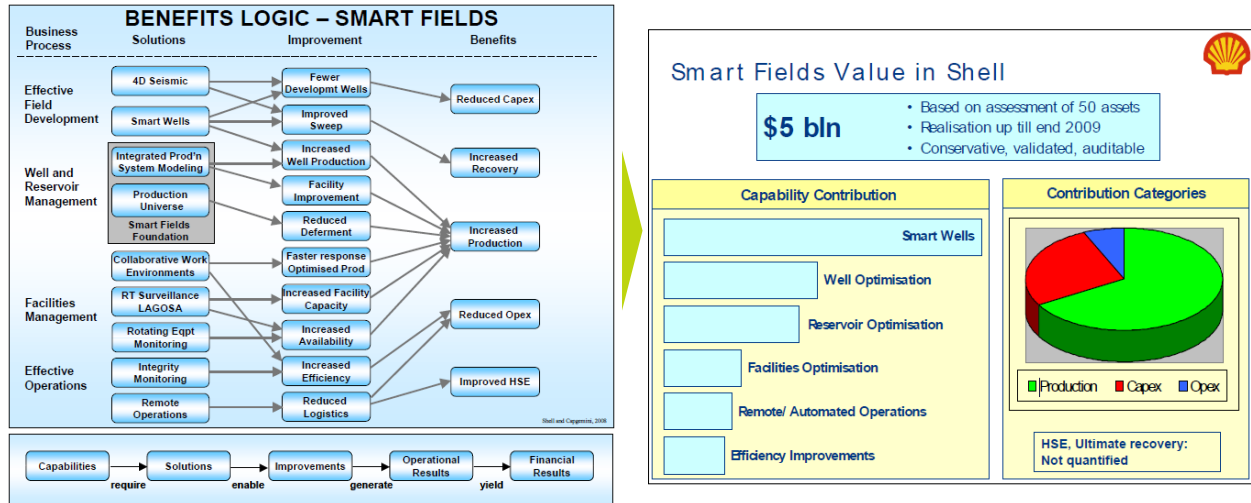 BENEFITS LOGIC – SMART FIELDS
Business
Process
Solutions
Improvement
Benefits
Effective
Field
Development
Well and
Reservoir
Management
Facilities
Management
Effective
Operations
4D Seismic
Smart Wells
Integrated Prod'n
System Modeling
Production
Universe
Smart Fields
Foundation
Collaborative Work
Environments
RT Surveillance
LAGOSA
Rotating Eqpt
Monitoring
Integrity
Monitoring
Remote
Operations
Fewer
Developmt Wells
Improved
Sweep
Increased
Well Production
Facility
Improvement
Reduced
Deferment
Faster response
Optimised Prod
Increased Facility
Capacity
Increased
Availability
Increased
Efficiency
Reduced
Logistics
Reduced Capex
Increased
Recovery
Increased
Production
Reduced Opex
Improved HSE
Shell and Capgemini, 2008
Capabilities
require
Solutions
enable
Improvements
generate
Operational
Results
yield
Financial
Results
Smart Fields Value in Shell
$5 bln
• Based on assessment of 50 assets
• Realisation up till end 2009
• Conservative, validated, auditable
Capability Contribution
Smart Wells
Well Optimisation
Reservoir Optimisation
Facilities Optimisation
Remote/ Automated Operations
Efficiency Improvements
Contribution Categories
Production Capex Opex
HSE, Ultimate recovery:
Not quantified